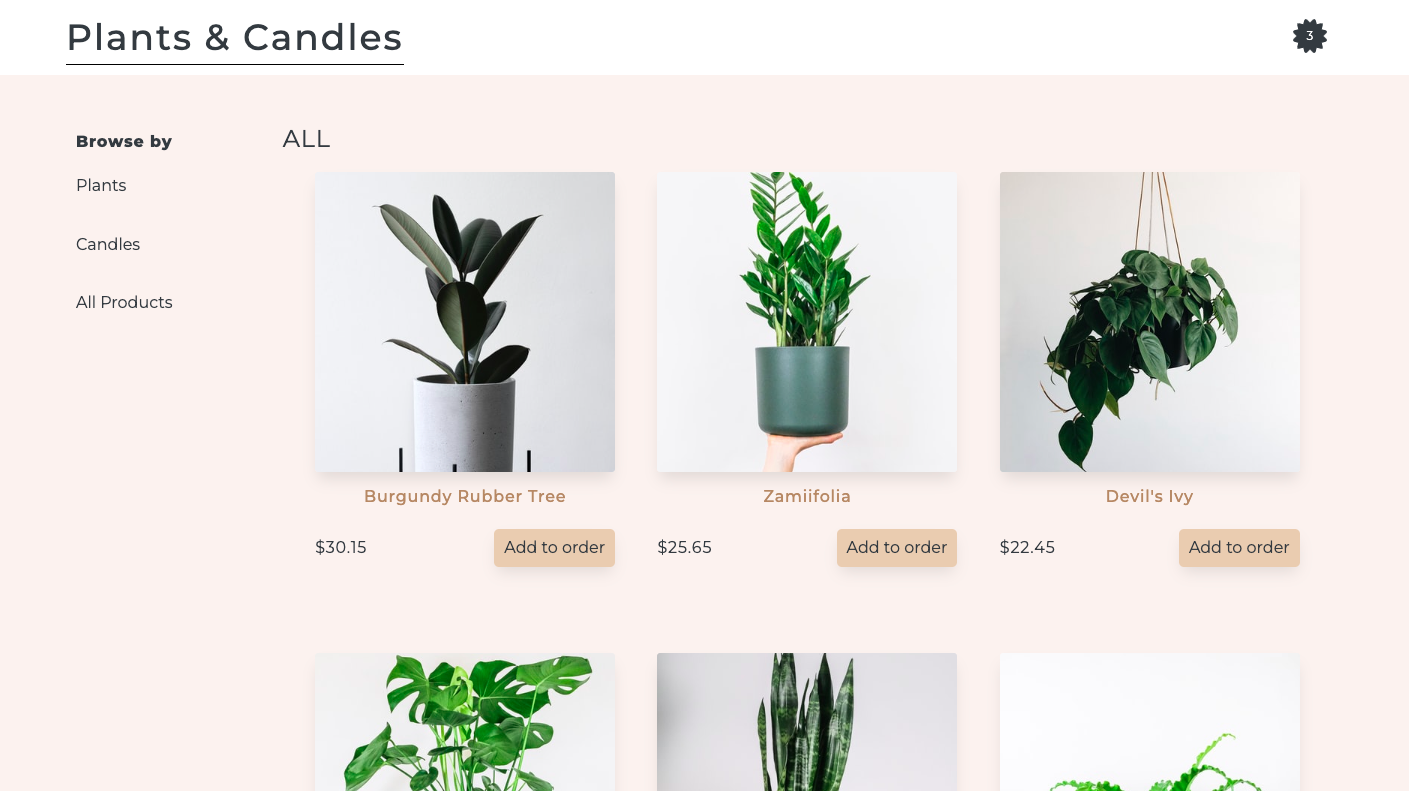 Plants & Candles
3
Browse by
Plants
Candles
All Products
ALL
Burgundy Rubber Tree
Zamiifolia
Devil's Ivy
$30.15
Add to order
$25.65
Add to order
$22.45
Add to order